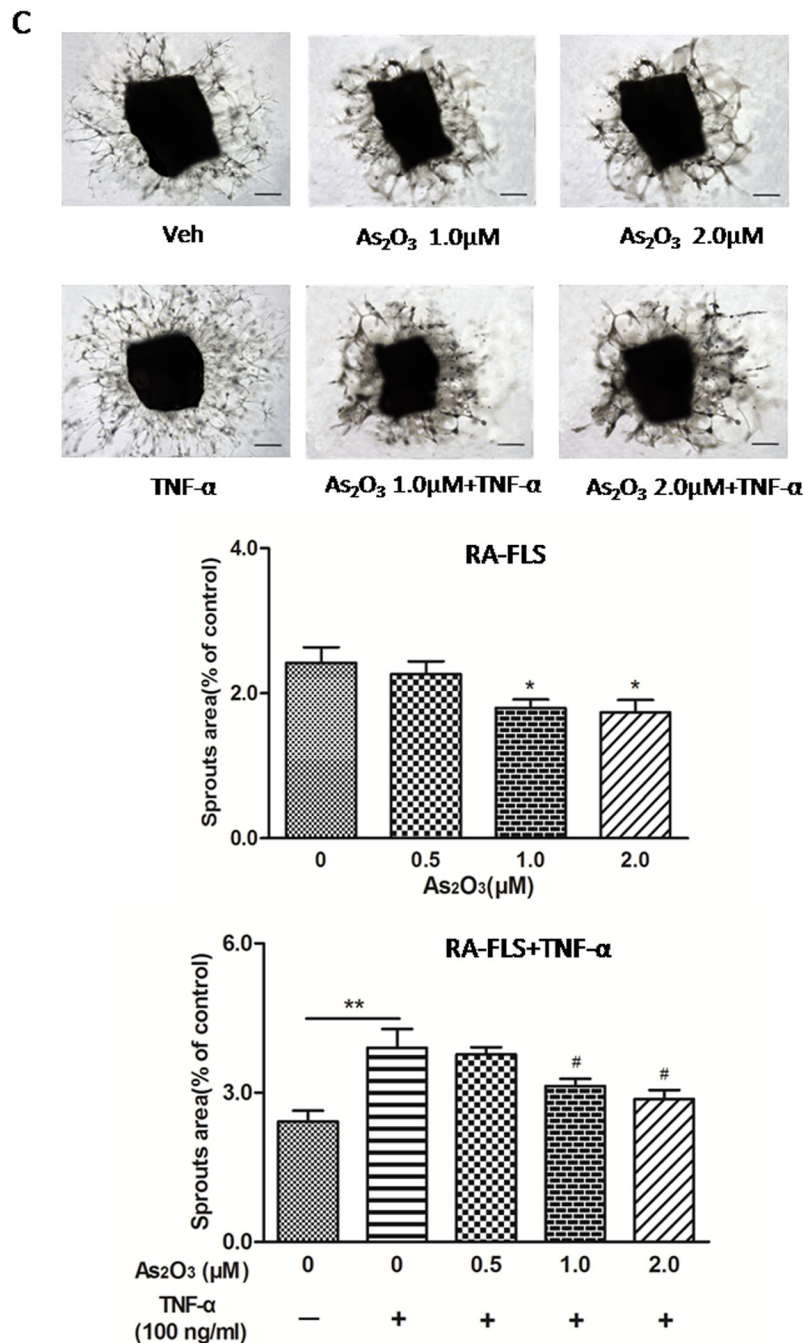 C
Veh
As₂O₃ 1.0μM
As₂O₃ 2.0μM
TNF-α
As₂O₃ 1.0μM+TNF-α
As₂O₃ 2.0μM+TNF-α
RA-FLS
Sprouts area(% of control)
4.0
2.0
0.0
* *
0 0.5 1.0 2.0
As₂O₃(μM)
RA-FLS+TNF-α
Sprouts area(% of control)
6.0
3.0
0.0
**
# #
As₂O₃ (μM) 0 0 0.5 1.0 2.0
TNF-α
(100 ng/ml) — + + + +